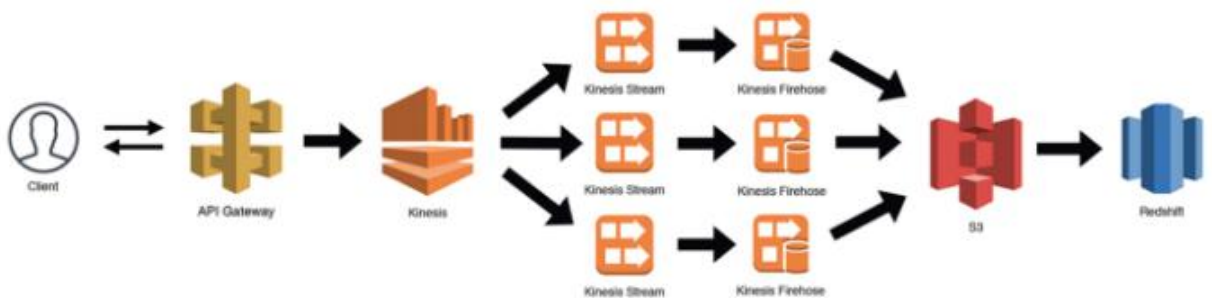 Kinesis Stream
Kinesis Firehose
Client
API Gateway
Kinesis
Kinesis Stream
Kinesis Firehose
S3
Redshift
Kinesis Stream
Kinesis Firehose